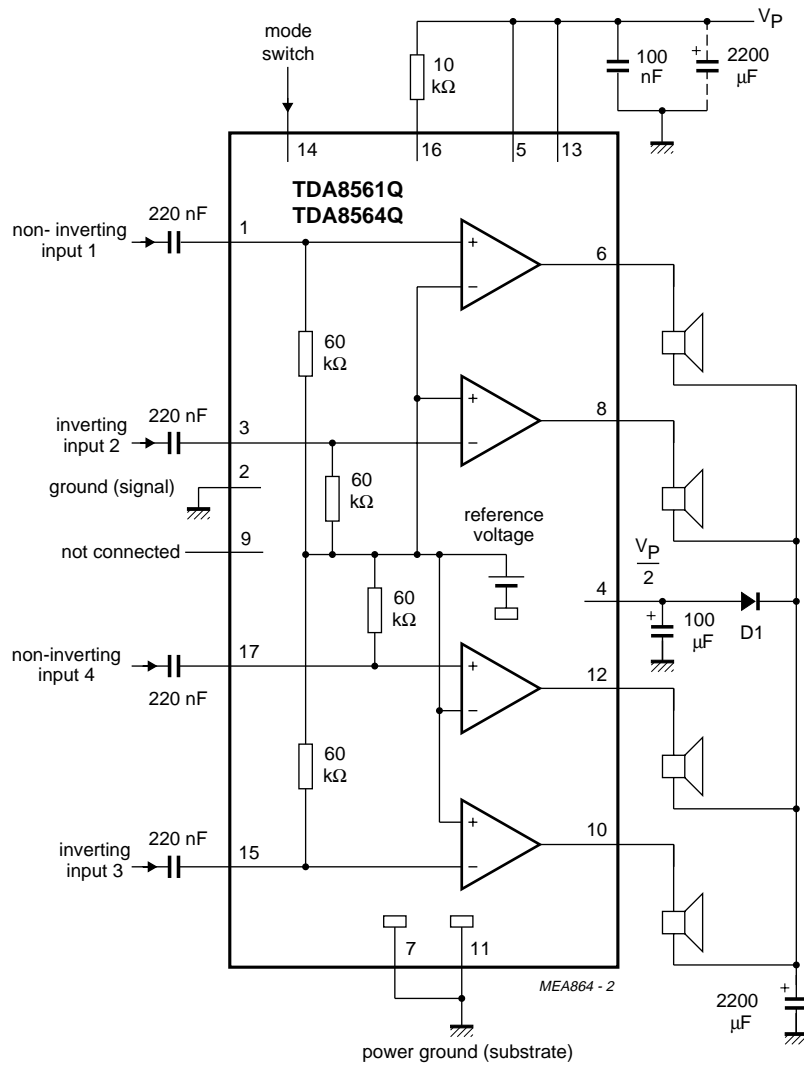 V_P
mode
switch
10
kΩ
100
nF
+
2200
μF
14
16
5
13
TDA8561Q
TDA8564Q
non- inverting
input 1
220 nF
1
+
−
6
60
kΩ
inverting
input 2
220 nF
3
+
−
8
2
ground (signal)
60
kΩ
9
not connected
reference
voltage
V_P
2
4
+
100
μF
D1
60
kΩ
non-inverting
input 4
17
220 nF
+
−
12
60
kΩ
inverting
input 3
220 nF
15
+
−
10
7
11
MEA864 - 2
2200
μF
+
power ground (substrate)